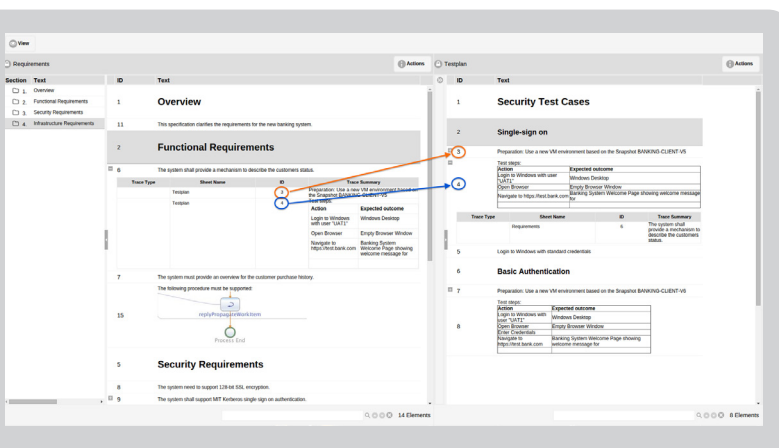 View
Requirements
Actions
Section Text
1. Overview
2. Functional Requirements
3. Security Requirements
4. Infrastructure Requirements
ID Text
1 Overview
11 This specification clarifies the requirements for the new banking system.
2 Functional Requirements
6 The system shall provide a mechanism to describe the customers status.
Trace Type Sheet Name ID Trace Summary
Testplan 3 Preparation: Use a new VM environment based on
the Snapshot BANKING-CLIENT-V5
Testplan 4 Test steps:
Action Expected outcome
Login to Windows Windows Desktop
with user "UAT1"
Open Browser Empty Browser Window
Navigate to Banking System
https://test.bank.com Welcome Page showing
welcome message for
7 The system must provide an overview for the customer purchase history.
The following procedure must be supported:
15
replyPropagateWorkItem
Process End
5 Security Requirements
8 The system need to support 128-bit SSL encryption.
9 The system shall support MIT Kerberos single sign on authentication.
14 Elements
Testplan
Actions
ID Text
1 Security Test Cases
2 Single-sign on
3 Preparation: Use a new VM environment based on the Snapshot BANKING-CLIENT-V5
4
Test steps:
Action Expected outcome
Login to Windows with user Windows Desktop
"UAT1"
Open Browser Empty Browser Window
Navigate to https://test.bank.com Banking System Welcome Page showing welcome message
for
Trace Type Sheet Name ID Trace Summary
Requirements 6 The system shall
provide a mechanism to
describe the customers
status.
5 Login to Windows with standard credentials
6 Basic Authentication
7 Preparation: Use a new VM environment based on the Snapshot BANKING-CLIENT-V6
8
Test steps:
Action Expected outcome
Login to Windows with Windows Desktop
user "UAT1"
Open Browser Empty Browser Window
Enter Credentials
Navigate to Banking System Welcome Page showing
https://test.bank.com welcome message for
8 Elements